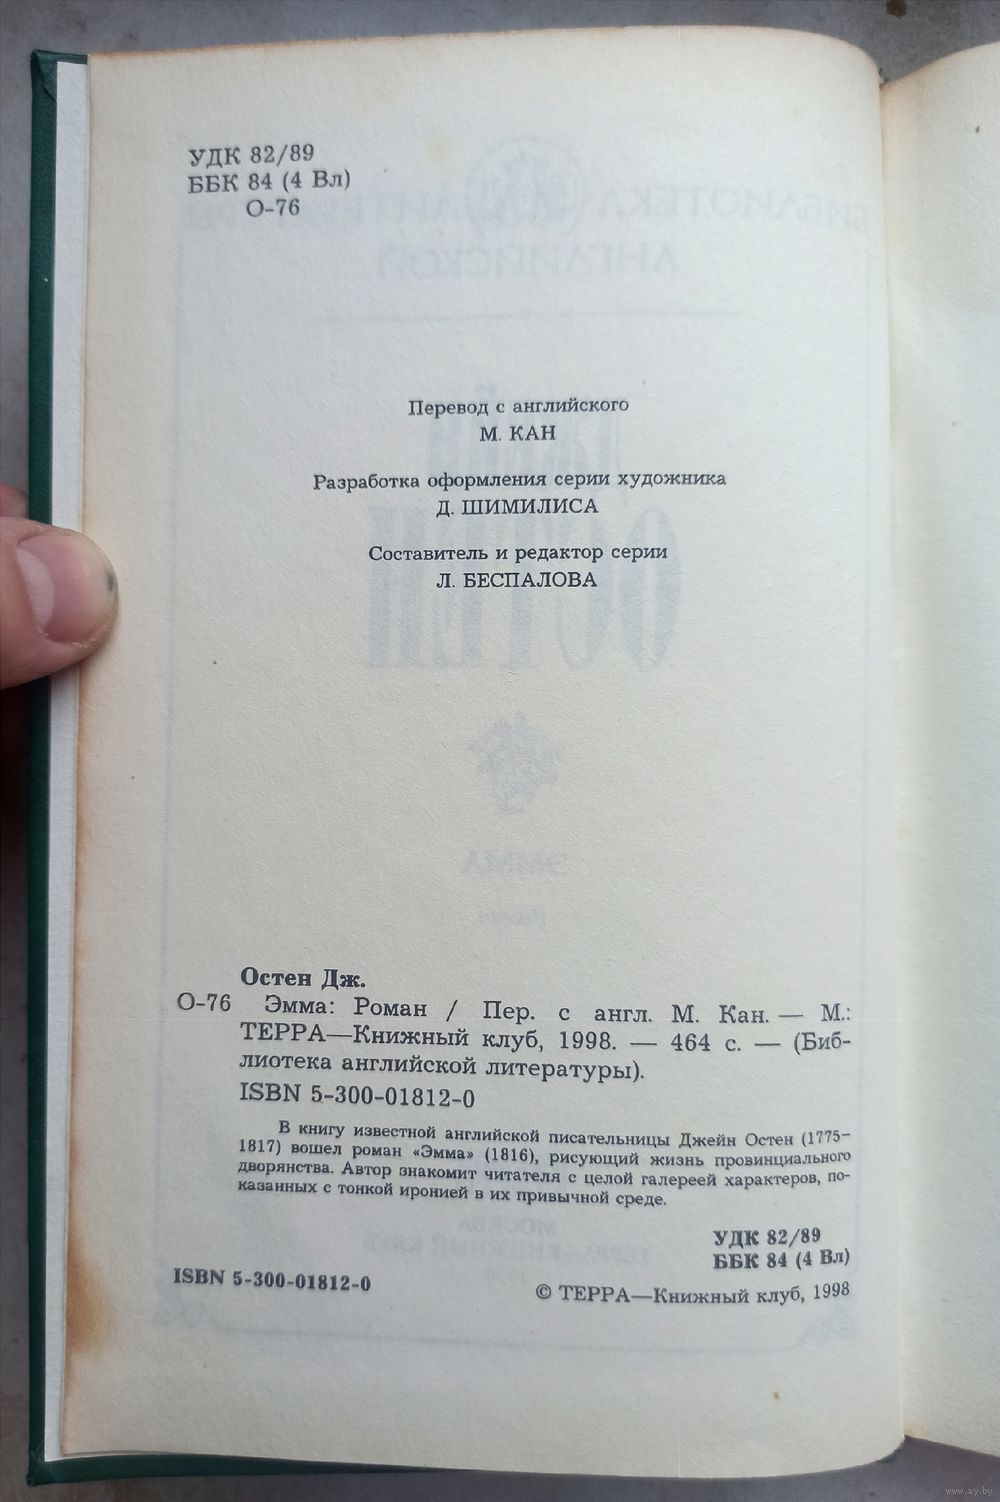 УДК 82/89
ББК 84 (4 Вл)
О-76
Перевод с английского
М. КАН
Разработка оформления серии художника
Д. ШИМИЛИСА
Составитель и редактор серии
Л. БЕСПАЛОВА
Остен Дж.
О-76 Эмма: Роман / Пер. с англ. М. Кан. — М.:
ТЕРРА—Книжный клуб, 1998. — 464 с. — (Биб-
лиотека английской литературы).
ISBN 5-300-01812-0
В книгу известной английской писательницы Джейн Остен (1775–
1817) вошел роман «Эмма» (1816), рисующий жизнь провинциального
дворянства. Автор знакомит читателя с целой галереей характеров, по-
казанных с тонкой иронией в их привычной среде.
УДК 82/89
ББК 84 (4 Вл)
ISBN 5-300-01812-0
© ТЕРРА—Книжный клуб, 1998
www.ay.by